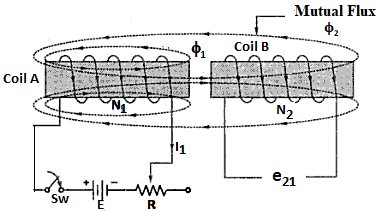 Mutual Flux
ϕ2
ϕ1
Coil B
Coil A
N1
N2
I1
e21
+ −
Sw
E
R